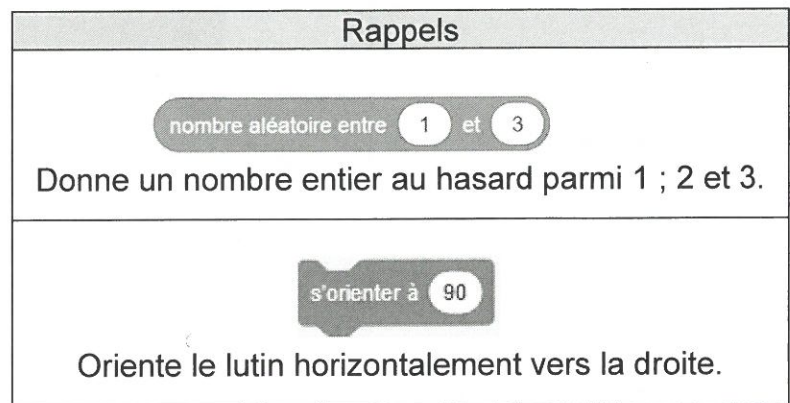 Rappels
nombre aléatoire entre 1 et 3
Donne un nombre entier au hasard parmi 1 ; 2 et 3.
s'orienter à 90
Oriente le lutin horizontalement vers la droite.